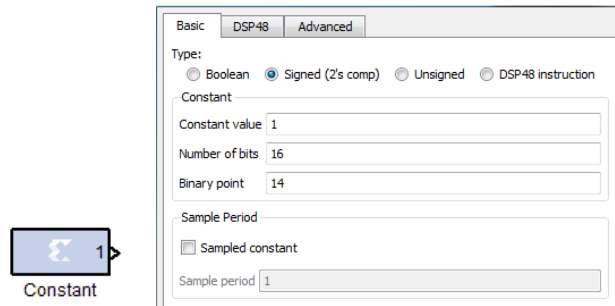 Basic DSP48 Advanced
Type:
Boolean Signed (2's comp) Unsigned DSP48 instruction
Constant
Constant value 1
Number of bits 16
Binary point 14
Sample Period
Sampled constant
Sample period 1
1
Constant